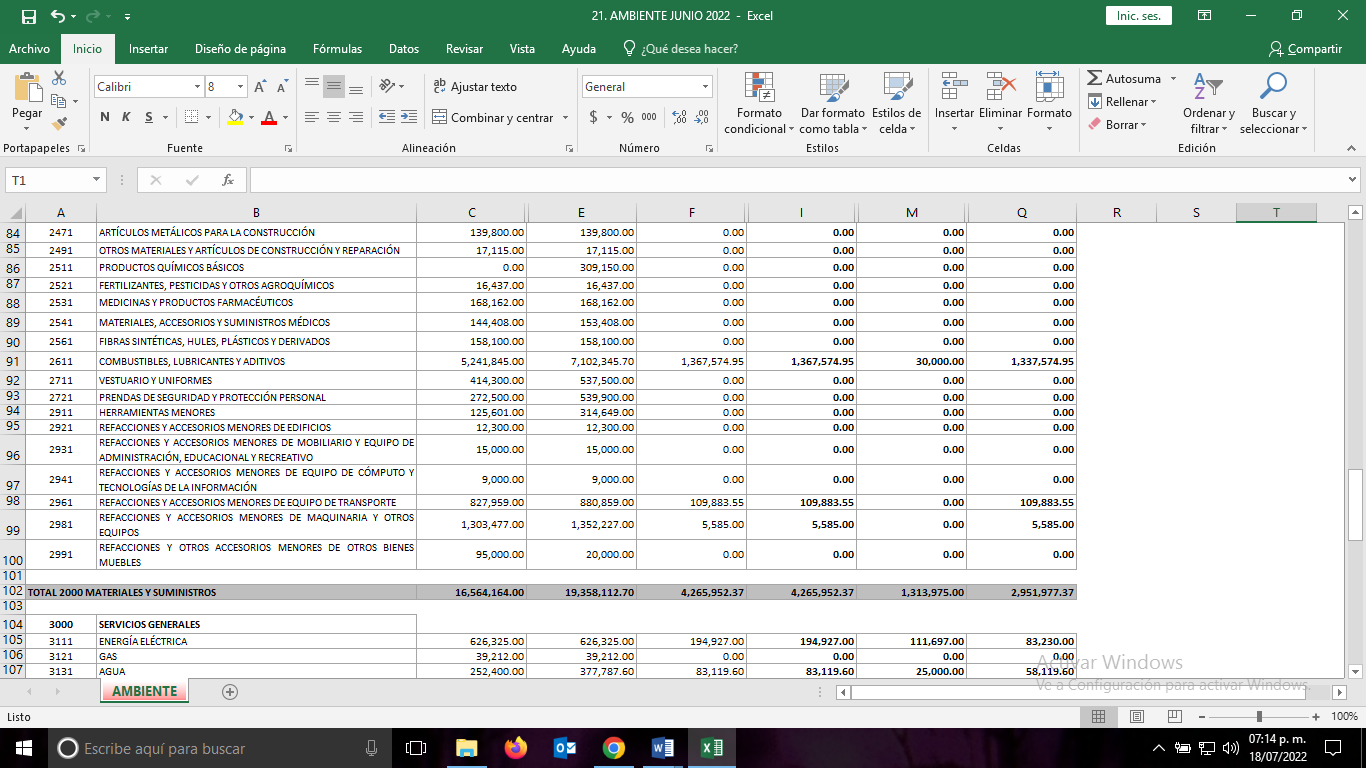 21. AMBIENTE JUNIO 2022 - Excel
Inic. ses.
Archivo Inicio Insertar Diseño de página Fórmulas Datos Revisar Vista Ayuda ¿Qué desea hacer? Compartir
Pegar
Calibri 8
N K S
Ajustar texto
Combinar y centrar
General
$ % 000
Formato condicional
Dar formato como tabla
Estilos de celda
Insertar Eliminar Formato
Autosuma
Rellenar
Borrar
Ordenar y filtrar
Buscar y seleccionar
Portapapeles Fuente Alineación Número Estilos Celdas Edición
T1 fx
A B C E F I M Q R S T
84 2471 ARTÍCULOS METÁLICOS PARA LA CONSTRUCCIÓN 139,800.00 139,800.00 0.00 0.00 0.00 0.00
85 2491 OTROS MATERIALES Y ARTÍCULOS DE CONSTRUCCIÓN Y REPARACIÓN 17,115.00 17,115.00 0.00 0.00 0.00 0.00
86 2511 PRODUCTOS QUÍMICOS BÁSICOS 0.00 309,150.00 0.00 0.00 0.00 0.00
87 2521 FERTILIZANTES, PESTICIDAS Y OTROS AGROQUÍMICOS 16,437.00 16,437.00 0.00 0.00 0.00 0.00
88 2531 MEDICINAS Y PRODUCTOS FARMACÉUTICOS 168,162.00 168,162.00 0.00 0.00 0.00 0.00
89 2541 MATERIALES, ACCESORIOS Y SUMINISTROS MÉDICOS 144,408.00 153,408.00 0.00 0.00 0.00 0.00
90 2561 FIBRAS SINTÉTICAS, HULES, PLÁSTICOS Y DERIVADOS 158,100.00 158,100.00 0.00 0.00 0.00 0.00
91 2611 COMBUSTIBLES, LUBRICANTES Y ADITIVOS 5,241,845.00 7,102,345.70 1,367,574.95 1,367,574.95 30,000.00 1,337,574.95
92 2711 VESTUARIO Y UNIFORMES 414,300.00 537,500.00 0.00 0.00 0.00 0.00
93 2721 PRENDAS DE SEGURIDAD Y PROTECCIÓN PERSONAL 272,500.00 539,900.00 0.00 0.00 0.00 0.00
94 2911 HERRAMIENTAS MENORES 125,601.00 314,649.00 0.00 0.00 0.00 0.00
95 2921 REFACCIONES Y ACCESORIOS MENORES DE EDIFICIOS 12,300.00 12,300.00 0.00 0.00 0.00 0.00
96 2931 REFACCIONES Y ACCESORIOS MENORES DE MOBILIARIO Y EQUIPO DE
ADMINISTRACIÓN, EDUCACIONAL Y RECREATIVO 15,000.00 15,000.00 0.00 0.00 0.00 0.00
97 2941 REFACCIONES Y ACCESORIOS MENORES DE EQUIPO DE CÓMPUTO Y
TECNOLOGÍAS DE LA INFORMACIÓN 9,000.00 9,000.00 0.00 0.00 0.00 0.00
98 2961 REFACCIONES Y ACCESORIOS MENORES DE EQUIPO DE TRANSPORTE 827,959.00 880,859.00 109,883.55 109,883.55 0.00 109,883.55
99 2981 REFACCIONES Y ACCESORIOS MENORES DE MAQUINARIA Y OTROS
EQUIPOS 1,303,477.00 1,352,227.00 5,585.00 5,585.00 0.00 5,585.00
100 2991 REFACCIONES Y OTROS ACCESORIOS MENORES DE OTROS BIENES
MUEBLES 95,000.00 20,000.00 0.00 0.00 0.00 0.00
101
102 TOTAL 2000 MATERIALES Y SUMINISTROS 16,564,164.00 19,358,112.70 4,265,952.37 4,265,952.37 1,313,975.00 2,951,977.37
103
104 3000 SERVICIOS GENERALES
105 3111 ENERGÍA ELÉCTRICA 626,325.00 626,325.00 194,927.00 194,927.00 111,697.00 83,230.00
106 3121 GAS 39,212.00 39,212.00 0.00 0.00 0.00 0.00
107 3131 AGUA 252,400.00 377,787.60 83,119.60 83,119.60 25,000.00 58,119.60
Activar Windows
Ve a Configuración para activar Windows.
AMBIENTE
Listo 100%
Escribe aquí para buscar
07:14 p. m.
18/07/2022